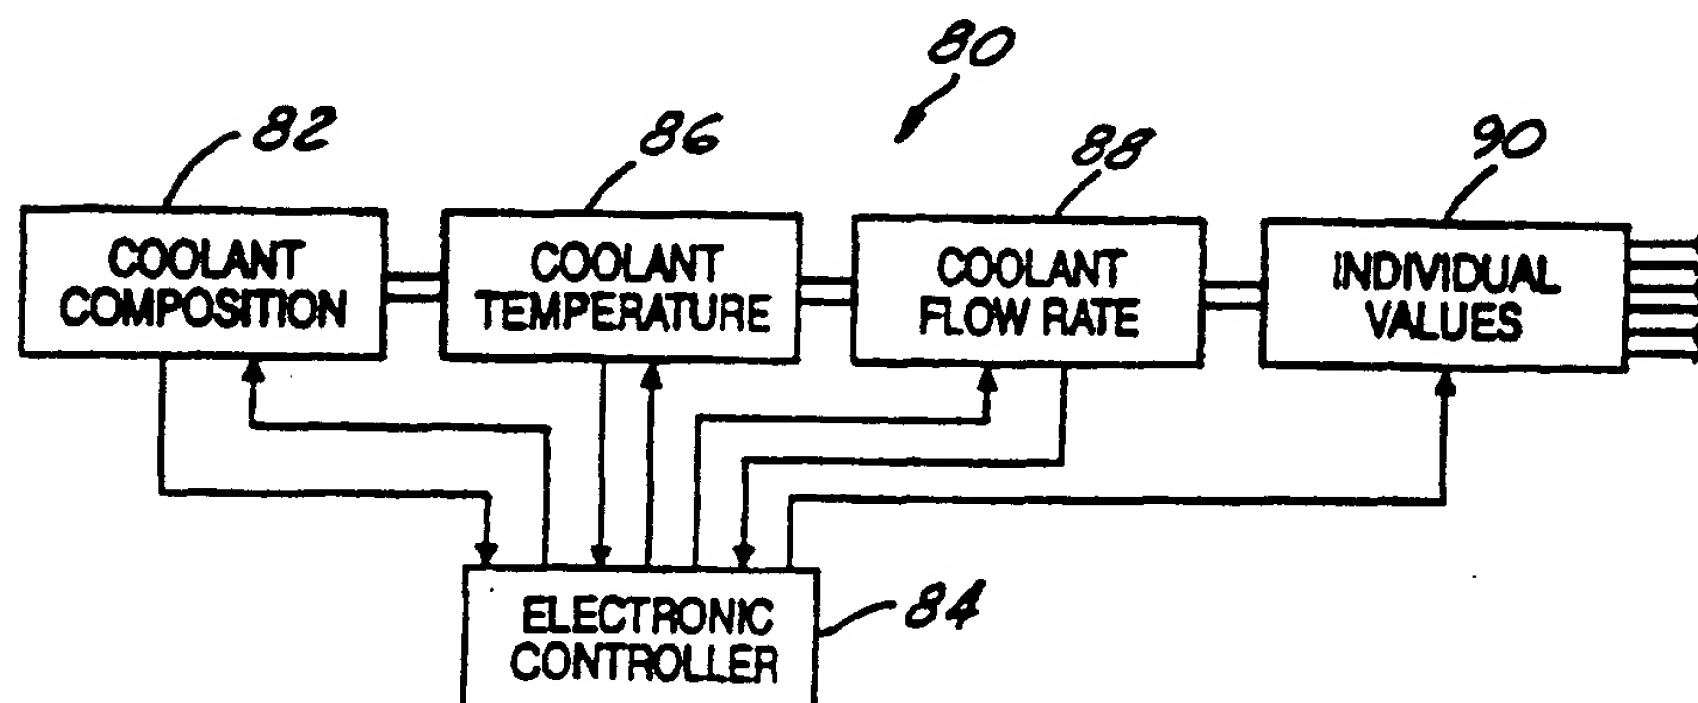 80
82
86
88
90
COOLANT
COMPOSITION
COOLANT
TEMPERATURE
COOLANT
FLOW RATE
INDIVIDUAL
VALUES
ELECTRONIC
CONTROLLER
84